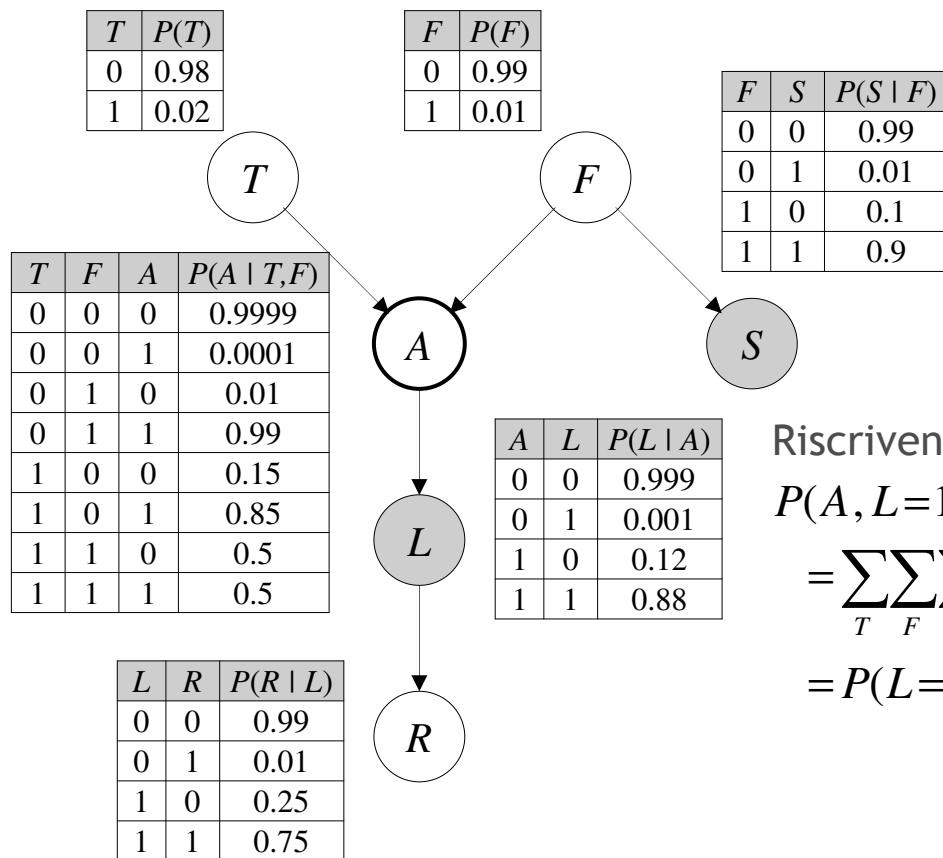 T P(T)
0 0.98
1 0.02
F P(F)
0 0.99
1 0.01
F S P(S | F)
0 0 0.99
0 1 0.01
1 0 0.1
1 1 0.9
T
F
T F A P(A | T,F)
0 0 0 0.9999
0 0 1 0.0001
0 1 0 0.01
0 1 1 0.99
1 0 0 0.15
1 0 1 0.85
1 1 0 0.5
1 1 1 0.5
A
S
A L P(L | A)
0 0 0.999
0 1 0.001
1 0 0.12
1 1 0.88
Riscriven
P(A, L=1
=∑∑∑
T F
=P(L=
L
L R P(R | L)
0 0 0.99
0 1 0.01
1 0 0.25
1 1 0.75
R